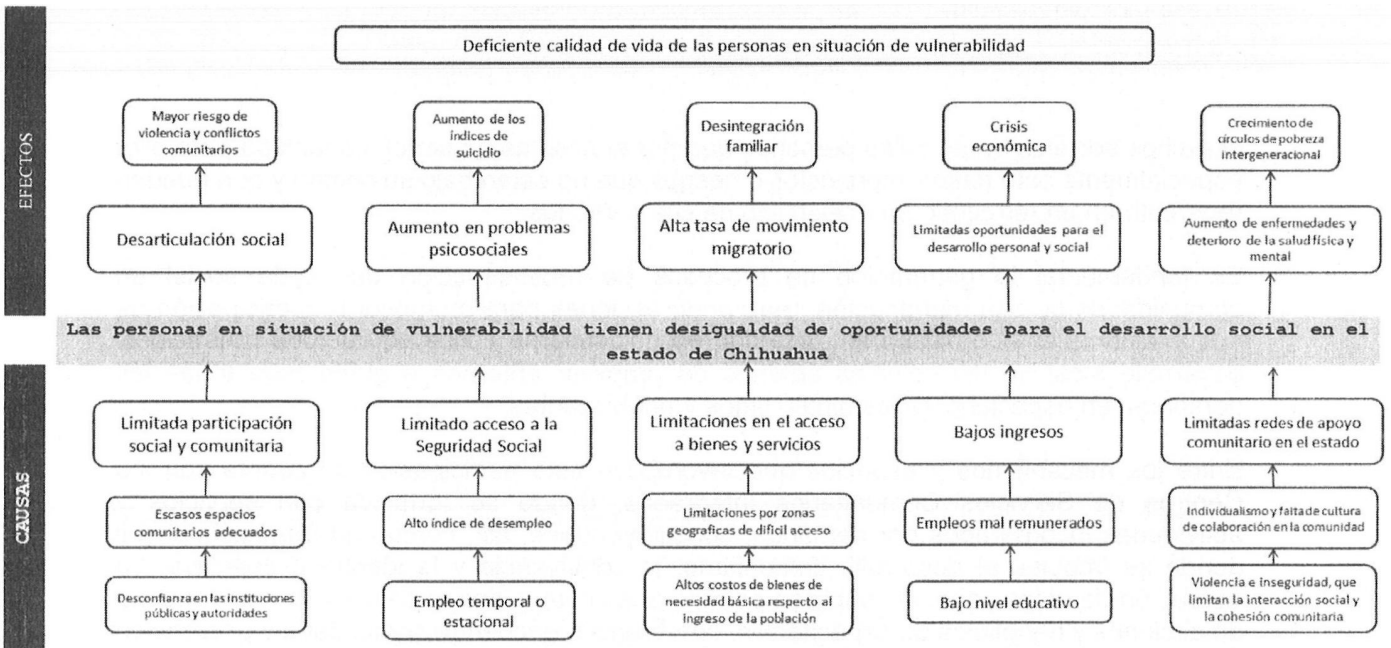 Deficiente calidad de vida de las personas en situación de vulnerabilidad
EFECTOS
Mayor riesgo de
violencia y conflictos
comunitarios
Aumento de los
índices de
suicidio
Desintegración
familiar
Crisis
económica
Crecimiento de
círculos de pobreza
intergeneracional
Desarticulación social
Aumento en problemas
psicosociales
Alta tasa de movimiento
migratorio
Limitadas oportunidades para el
desarrollo personal y social
Aumento de enfermedades y
deterioro de la salud física y
mental
Las personas en situación de vulnerabilidad tienen desigualdad de oportunidades para el desarrollo social en el
estado de Chihuahua
CAUSAS
Limitada participación
social y comunitaria
Limitado acceso a la
Seguridad Social
Limitaciones en el acceso
a bienes y servicios
Bajos ingresos
Limitadas redes de apoyo
comunitario en el estado
Escasos espacios
comunitarios adecuados
Alto índice de desempleo
Limitaciones por zonas
geograficas de difícil acceso
Empleos mal remunerados
Individualismo y falta de cultura
de colaboración en la comunidad
Desconfianza en las instituciones
públicas y autoridades
Empleo temporal o
estacional
Altos costos de bienes de
necesidad básica respecto al
ingreso de la población
Bajo nivel educativo
Violencia e inseguridad, que
limitan la interacción social y
la cohesión comunitaria